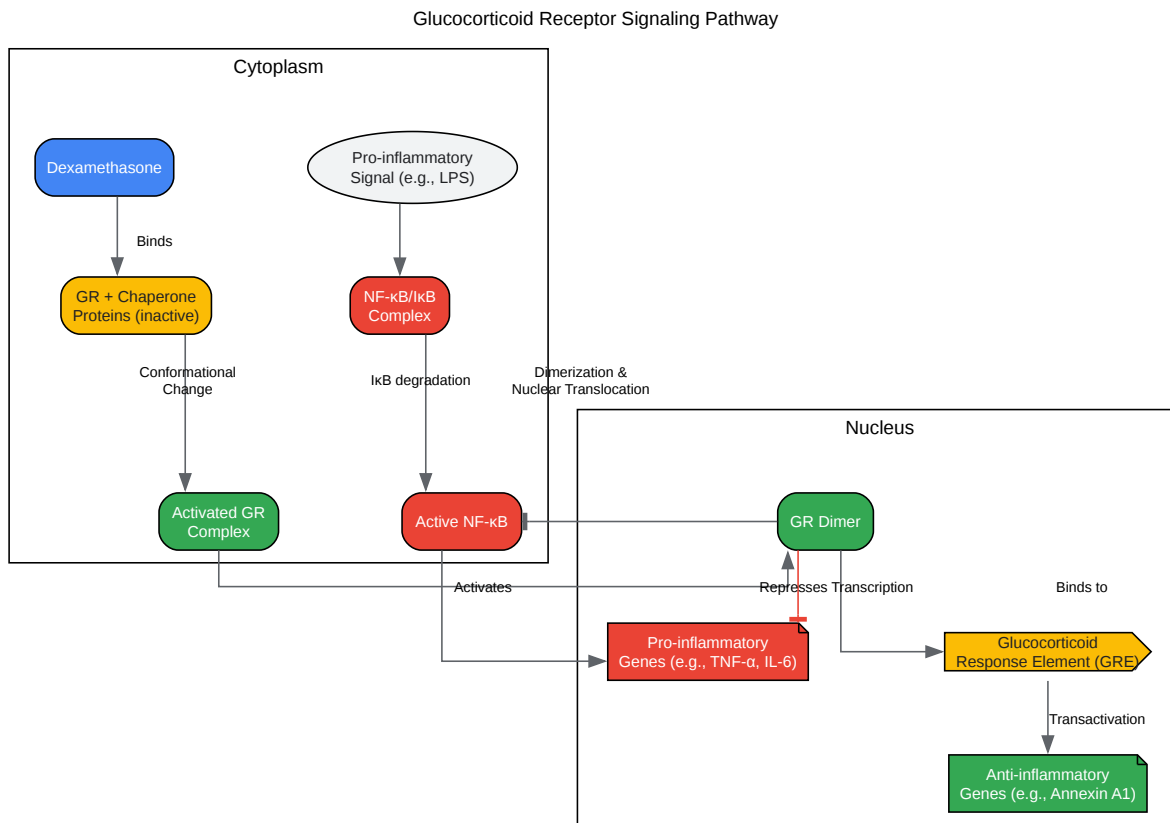 Glucocorticoid Receptor Signaling Pathway
Cytoplasm
Dexamethasone
Pro-inflammatory
Signal (e.g., LPS)
Binds
GR + Chaperone
Proteins (inactive)
NF-κB/IκB
Complex
Conformational
Change
IκB degradation
Dimerization &
Nuclear Translocation
Nucleus
Activated GR
Complex
Active NF-κB
GR Dimer
Activates
Represses Transcription
Binds to
Pro-inflammatory
Genes (e.g., TNF-α, IL-6)
Glucocorticoid
Response Element (GRE)
Transactivation
Anti-inflammatory
Genes (e.g., Annexin A1)